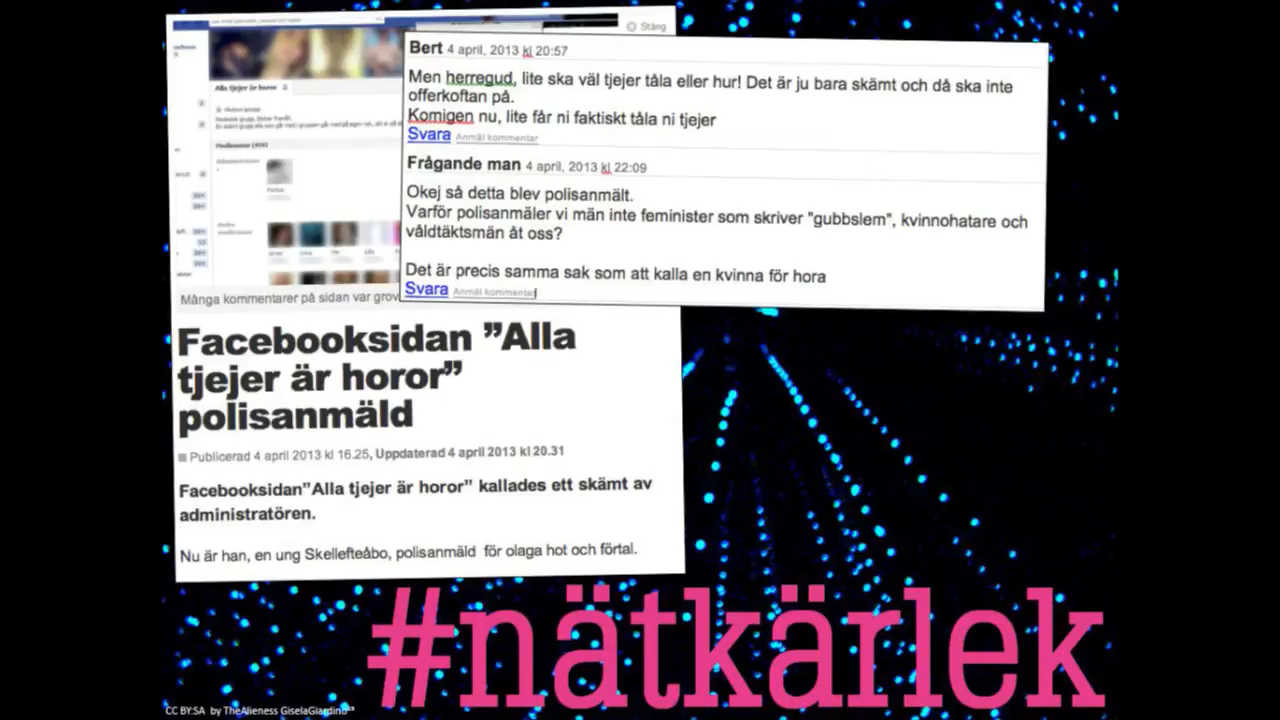 Stäng
Alla tjejer är horor
Många kommentarer på sidan var grov
Facebooksidan ”Alla
tjejer är horor”
polisanmäld
Publicerad 4 april 2013 kl 16.25, Uppdaterad 4 april 2013 kl 20.31
Facebooksidan”Alla tjejer är horor” kallades ett skämt av
administratören.
Nu är han, en ung Skellefteåbo, polisanmäld för olaga hot och förtal.
Bert 4 april, 2013 kl 20:57
Men herregud, lite ska väl tjejer tåla eller hur! Det är ju bara skämt och då ska inte
offerkoftan på.
Komigen nu, lite får ni faktiskt tåla ni tjejer
Svara Anmäl kommentar
Frågande man 4 april, 2013 kl 22:09
Okej så detta blev polisanmält.
Varför polisanmäler vi män inte feminister som skriver "gubbslem", kvinnohatare och
våldtäktsmän åt oss?
Det är precis samma sak som att kalla en kvinna för hora
Svara Anmäl kommentar
#nätkärlek
CC BY:SA by TheAlieness GiselaGiardino²³